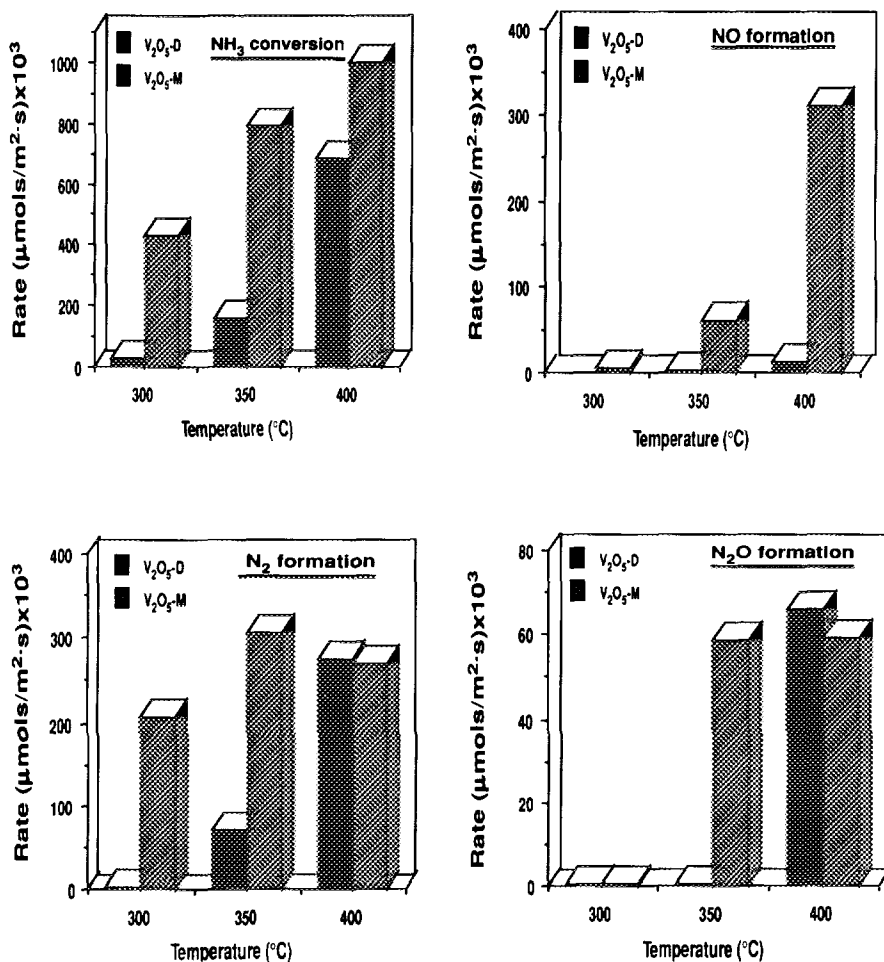 NH₃ conversion
V₂O₅-D
V₂O₅-M
Rate (μmols/m²·s)x10³
1000
800
600
400
200
0
300 350 400
Temperature (°C)
NO formation
V₂O₅-D
V₂O₅-M
Rate (μmols/m²·s)x10³
400
300
200
100
0
300 350 400
Temperature (°C)
N₂ formation
V₂O₅-D
V₂O₅-M
Rate (μmols/m²·s)x10³
400
300
200
100
0
300 350 400
Temperature (°C)
N₂O formation
V₂O₅-D
V₂O₅-M
Rate (μmols/m²·s)x10³
80
60
40
20
0
300 350 400
Temperature (°C)